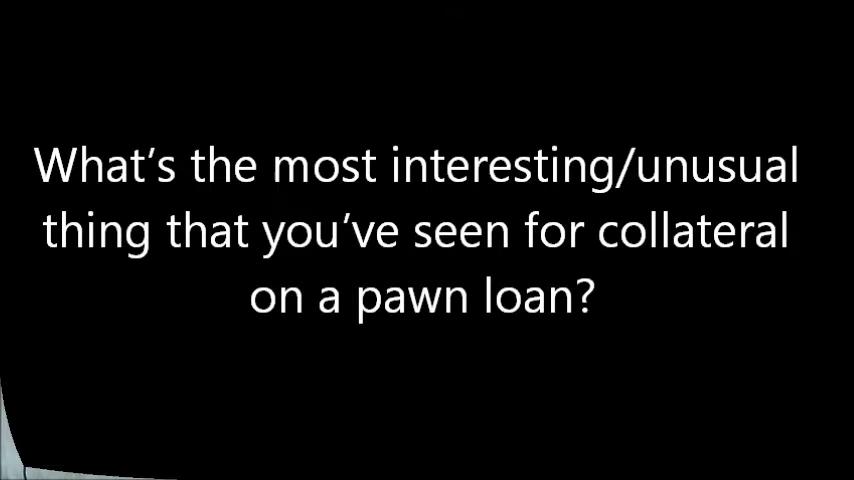 What’s the most interesting/unusual
thing that you’ve seen for collateral
on a pawn loan?